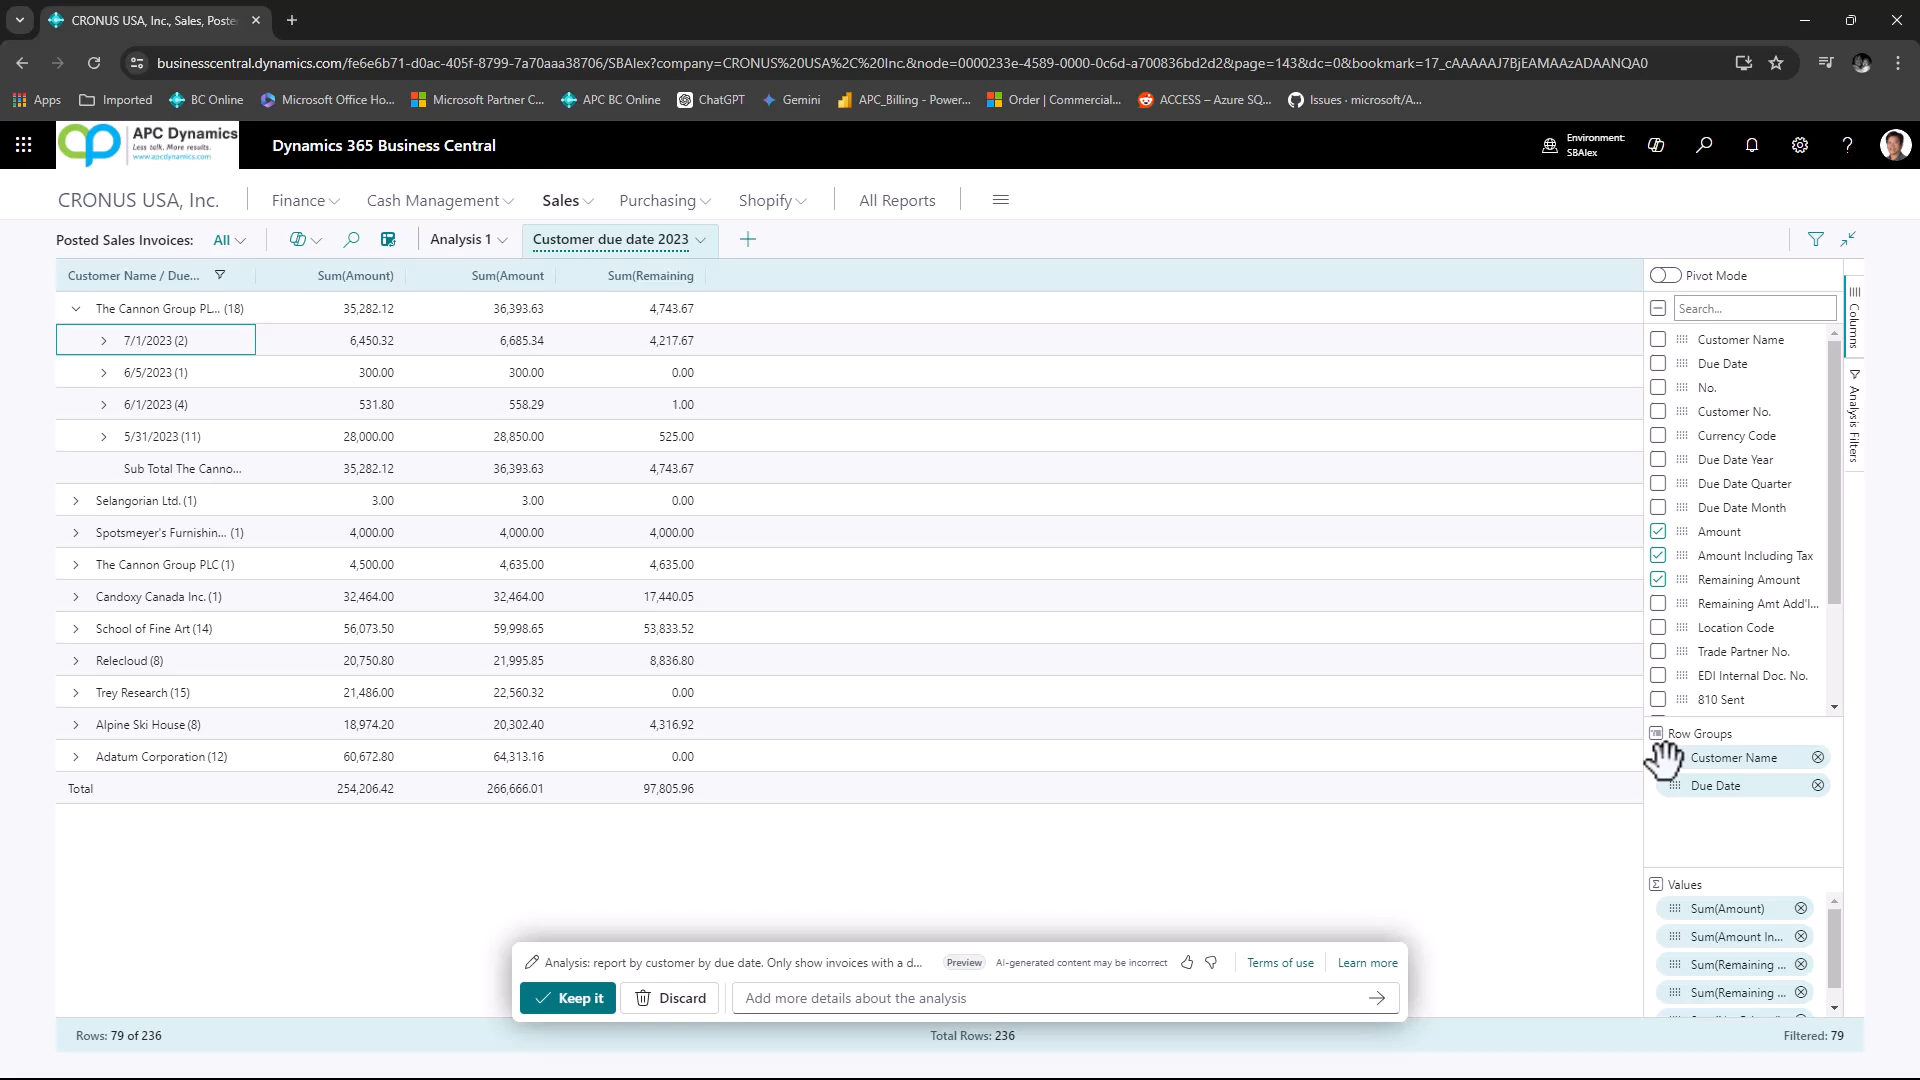 CRONUS USA, Inc., Sales, Poste
businesscentral.dynamics.com/fe6e6b71-d0ac-405f-8799-7a70aaa38706/SBAlex?company=CRONUS%20USA%2C%20Inc.&node=0000233e-4589-0000-0c6d-a700836bd2d2&page=143&dc=0&bookmark=17_cAAAAAJ7BjEAMAAzADAANQA0
Apps Imported BC Online Microsoft Office Ho... Microsoft Partner C... APC BC Online ChatGPT Gemini APC_Billing - Power... Order | Commercial... ACCESS – Azure SQ... Issues · microsoft/A...
APC Dynamics
Less talk. More results.
www.apcdynamics.com
Dynamics 365 Business Central
Environment:
SBAlex
CRONUS USA, Inc. Finance Cash Management Sales Purchasing Shopify All Reports
Posted Sales Invoices: All Analysis 1 Customer due date 2023
Customer Name / Due... Sum(Amount) Sum(Amount Sum(Remaining
The Cannon Group PL... (18) 35,282.12 36,393.63 4,743.67
7/1/2023 (2) 6,450.32 6,685.34 4,217.67
6/5/2023 (1) 300.00 300.00 0.00
6/1/2023 (4) 531.80 558.29 1.00
5/31/2023 (11) 28,000.00 28,850.00 525.00
Sub Total The Canno... 35,282.12 36,393.63 4,743.67
Selangorian Ltd. (1) 3.00 3.00 0.00
Spotsmeyer's Furnishin... (1) 4,000.00 4,000.00 4,000.00
The Cannon Group PLC (1) 4,500.00 4,635.00 4,635.00
Candoxy Canada Inc. (1) 32,464.00 32,464.00 17,440.05
School of Fine Art (14) 56,073.50 59,998.65 53,833.52
Relecloud (8) 20,750.80 21,995.85 8,836.80
Trey Research (15) 21,486.00 22,560.32 0.00
Alpine Ski House (8) 18,974.20 20,302.40 4,316.92
Adatum Corporation (12) 60,672.80 64,313.16 0.00
Total 254,206.42 266,666.01 97,805.96
Pivot Mode
Search...
Customer Name
Due Date
No.
Customer No.
Currency Code
Due Date Year
Due Date Quarter
Due Date Month
Amount
Amount Including Tax
Remaining Amount
Remaining Amt Add'l...
Location Code
Trade Partner No.
EDI Internal Doc. No.
810 Sent
Columns
Analysis Filters
Row Groups
Customer Name
Due Date
Values
Sum(Amount)
Sum(Amount In...
Sum(Remaining ...
Sum(Remaining ...
Analysis: report by customer by due date. Only show invoices with a d... Preview AI-generated content may be incorrect Terms of use Learn more
Keep it Discard Add more details about the analysis
Rows: 79 of 236 Total Rows: 236 Filtered: 79